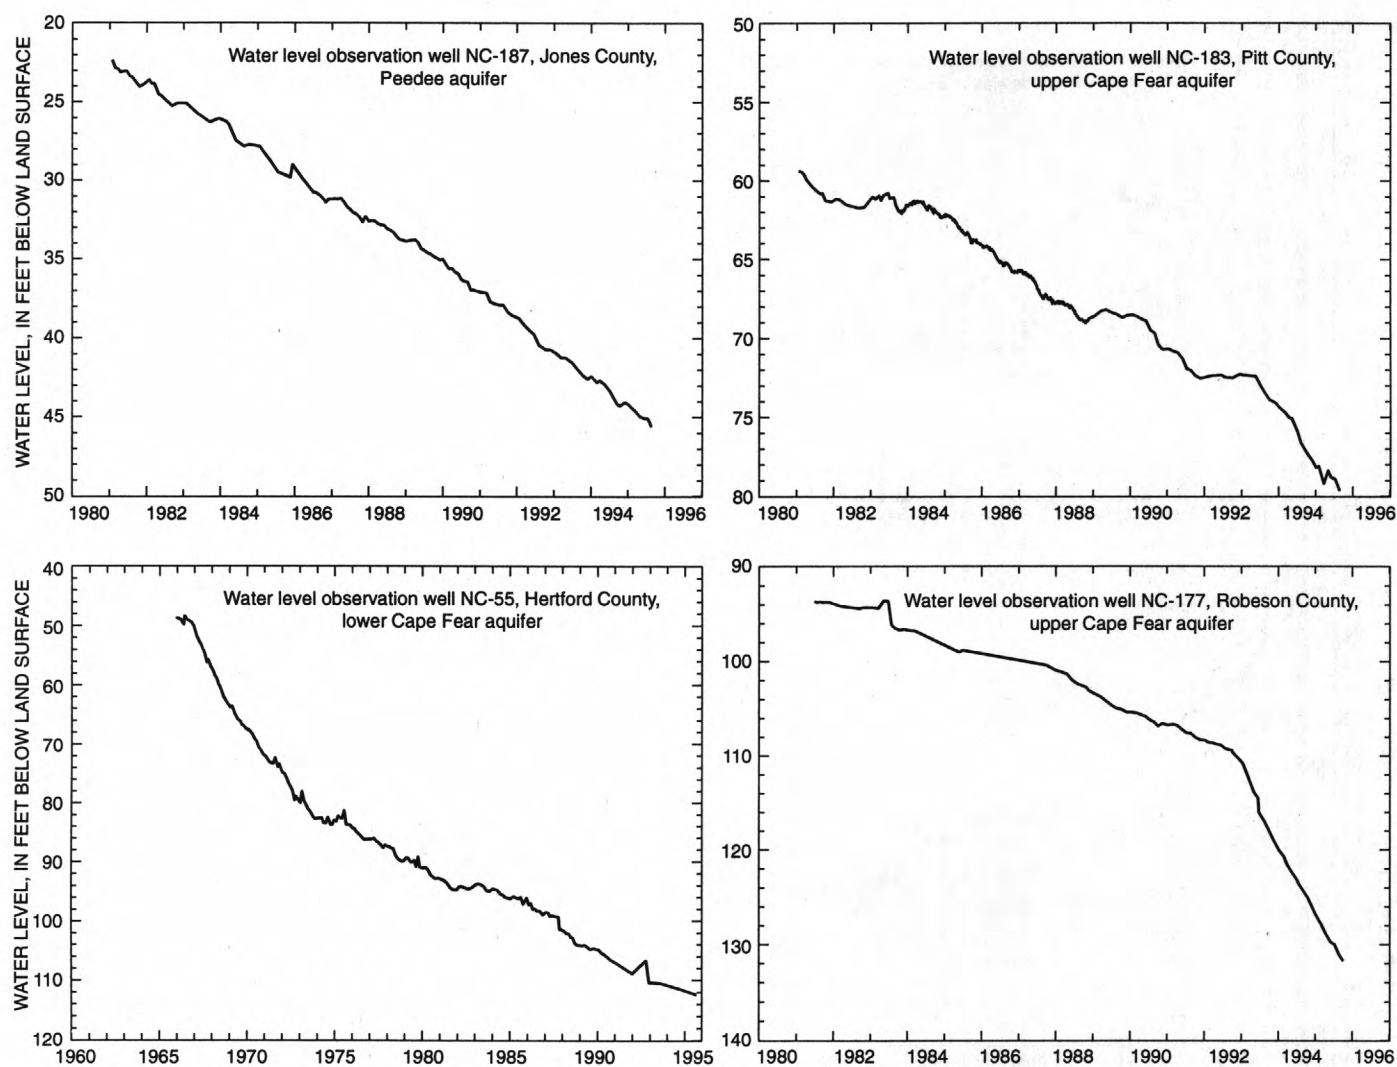 Water level observation well NC-187, Jones County,
Peedee aquifer
WATER LEVEL, IN FEET BELOW LAND SURFACE
20
25
30
35
40
45
50
1980 1982 1984 1986 1988 1990 1992 1994 1996
Water level observation well NC-183, Pitt County,
upper Cape Fear aquifer
50
55
60
65
70
75
80
1980 1982 1984 1986 1988 1990 1992 1994 1996
Water level observation well NC-55, Hertford County,
lower Cape Fear aquifer
WATER LEVEL, IN FEET BELOW LAND SURFACE
40
50
60
70
80
90
100
110
120
1960 1965 1970 1975 1980 1985 1990 1995
Water level observation well NC-177, Robeson County,
upper Cape Fear aquifer
90
100
110
120
130
140
1980 1982 1984 1986 1988 1990 1992 1994 1996